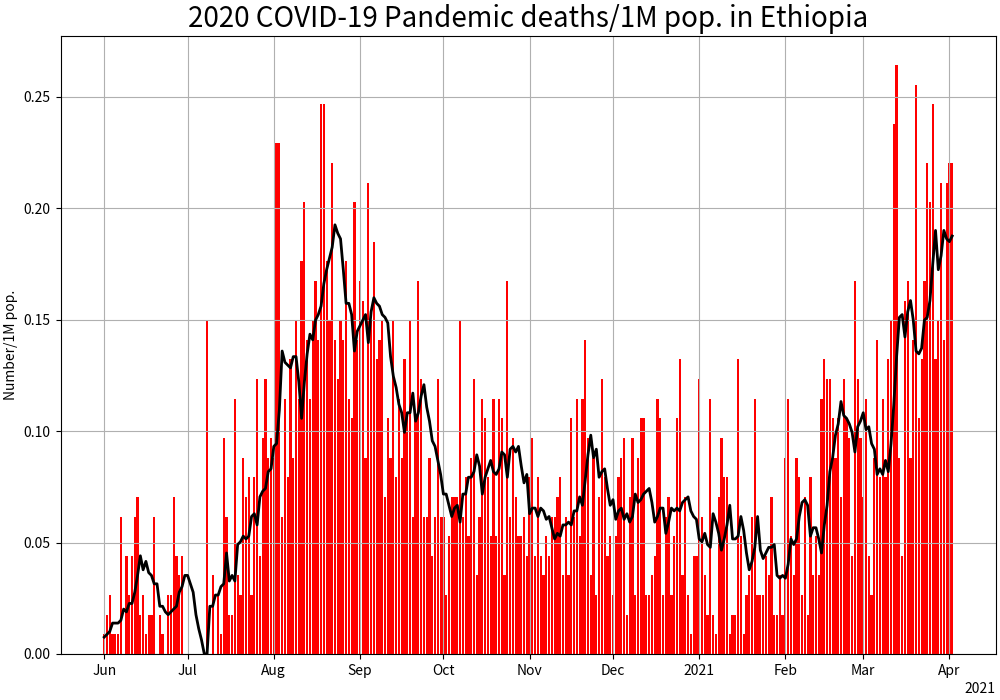 2020 COVID-19 Pandemic deaths/1M pop. in Ethiopia
Number/1M pop.
0.25
0.20
0.15
0.10
0.05
0.00
Jun Jul Aug Sep Oct Nov Dec 2021 Feb Mar Apr
2021